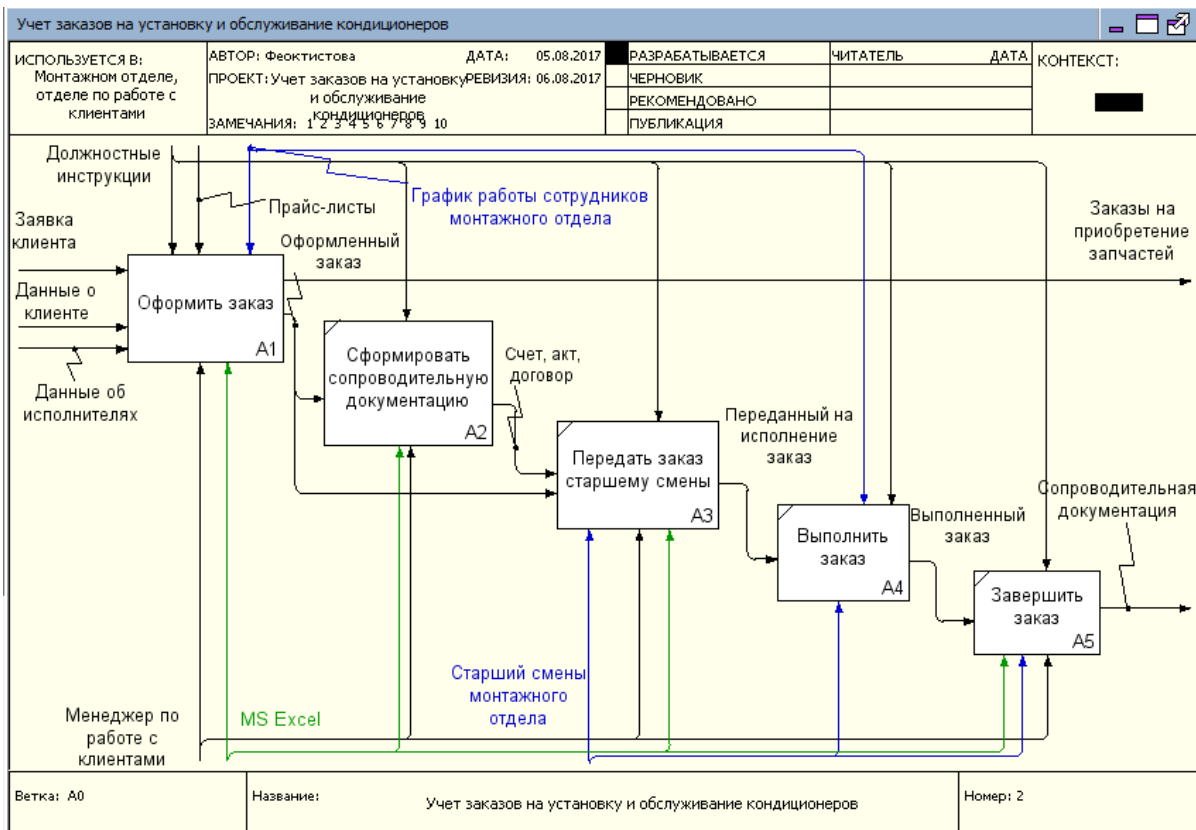 Учет заказов на установку и обслуживание кондиционеров
ИСПОЛЬЗУЕТСЯ В:
Монтажном отделе,
отделе по работе с
клиентами
АВТОР: Феоктистова
ДАТА: 05.08.2017
ПРОЕКТ: Учет заказов на установку
и обслуживание
кондиционеров
РЕВИЗИЯ: 06.08.2017
ЗАМЕЧАНИЯ: 1 2 3 4 5 6 7 8 9 10
РАЗРАБАТЫВАЕТСЯ
ЧЕРНОВИК
РЕКОМЕНДОВАНО
ПУБЛИКАЦИЯ
ЧИТАТЕЛЬ
ДАТА
КОНТЕКСТ:
Должностные
инструкции
Прайс-листы
График работы сотрудников
монтажного отдела
Заявка
клиента
Оформленный
заказ
Заказы на
приобретение
запчастей
Данные о
клиенте
Оформить заказ
A1
Данные об
исполнителях
Сформировать
сопроводительную
документацию
A2
Счет, акт,
договор
Передать заказ
старшему смены
A3
Переданный на
исполнение
заказ
Выполнить
заказ
A4
Выполненный
заказ
Сопроводительная
документация
Завершить
заказ
A5
Старший смены
монтажного
отдела
MS Excel
Менеджер по
работе с
клиентами
Ветка: A0
Название:
Учет заказов на установку и обслуживание кондиционеров
Номер: 2